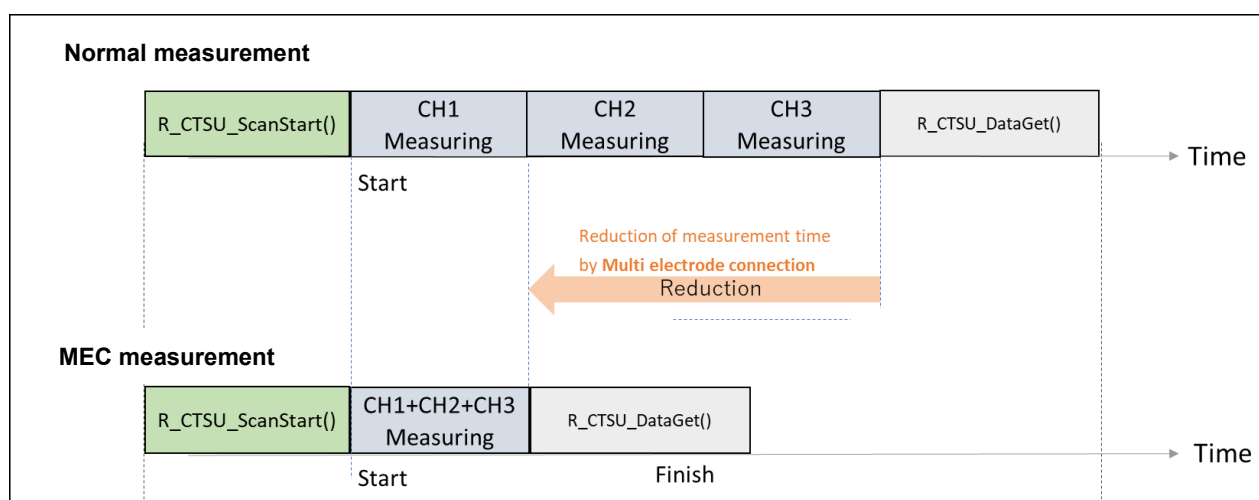 Normal measurement
R_CTSU_ScanStart()
CH1
Measuring
CH2
Measuring
CH3
Measuring
R_CTSU_DataGet()
Time
Start
Reduction of measurement time
by Multi electrode connection
Reduction
MEC measurement
R_CTSU_ScanStart()
CH1+CH2+CH3
Measuring
R_CTSU_DataGet()
Time
Start
Finish